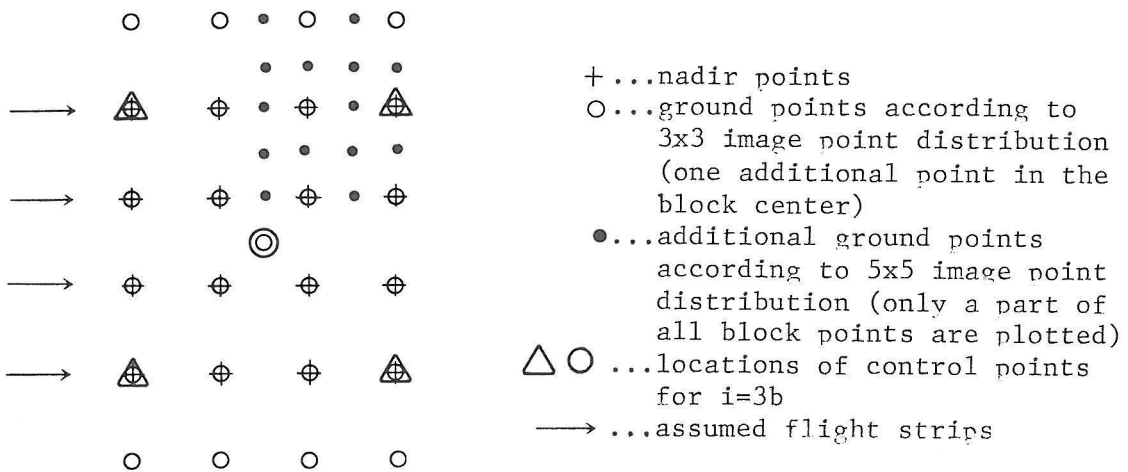 + ...nadir points
...ground points according to
3x3 image point distribution
(one additional point in the
block center)
...additional ground points
according to 5x5 image point
distribution (only a part of
all block points are plotted)
...locations of control points
for i=3b
...assumed flight strips